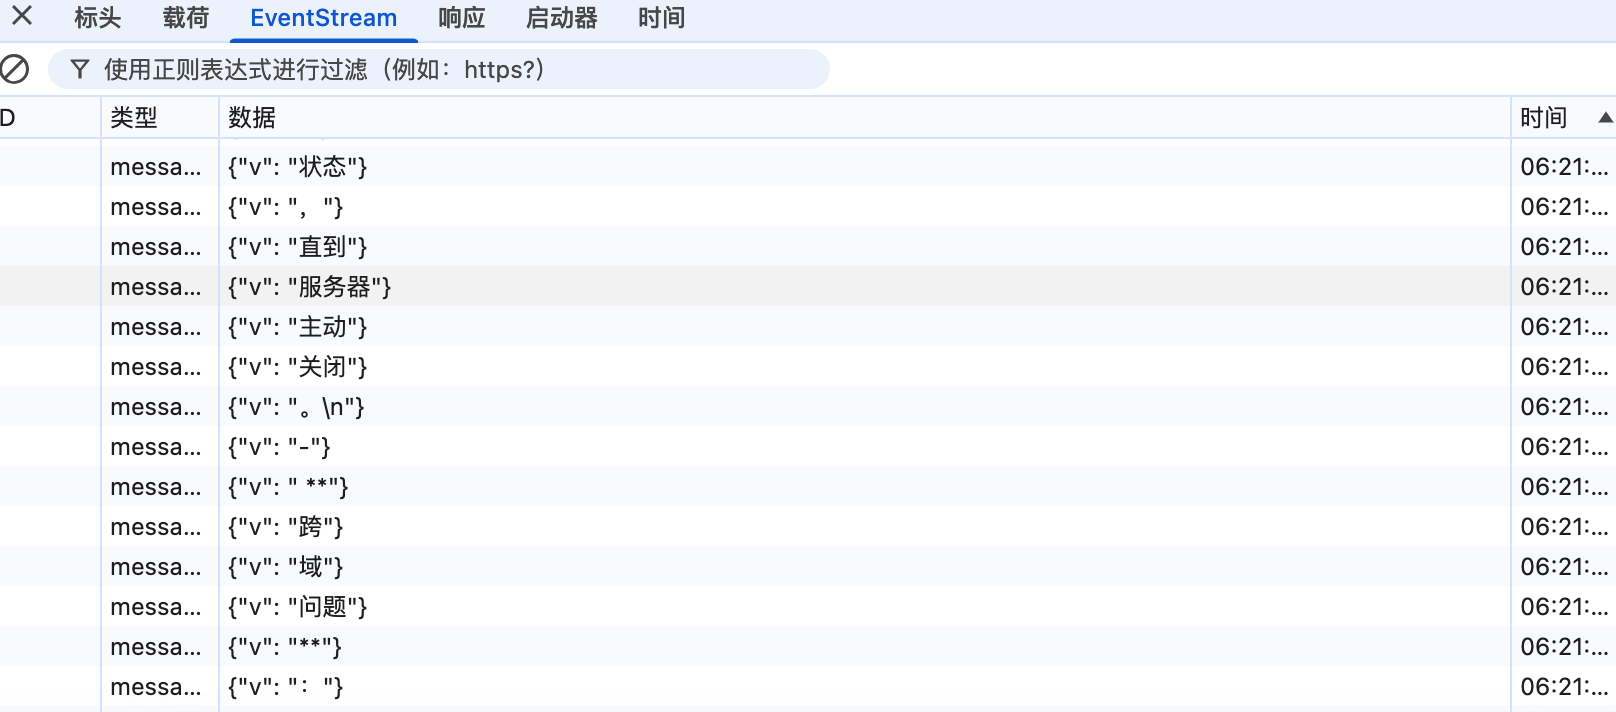 标头 载荷 EventStream 响应 启动器 时间
使用正则表达式进行过滤（例如：https?）
D 类型 数据 时间
messa... {"v": "状态"} 06:21:...
messa... {"v": "，"} 06:21:...
messa... {"v": "直到"} 06:21:...
messa... {"v": "服务器"} 06:21:...
messa... {"v": "主动"} 06:21:...
messa... {"v": "关闭"} 06:21:...
messa... {"v": "。\n"} 06:21:...
messa... {"v": "-"} 06:21:...
messa... {"v": " **"} 06:21:...
messa... {"v": "跨"} 06:21:...
messa... {"v": "域"} 06:21:...
messa... {"v": "问题"} 06:21:...
messa... {"v": "**"} 06:21:...
messa... {"v": "："} 06:21:...